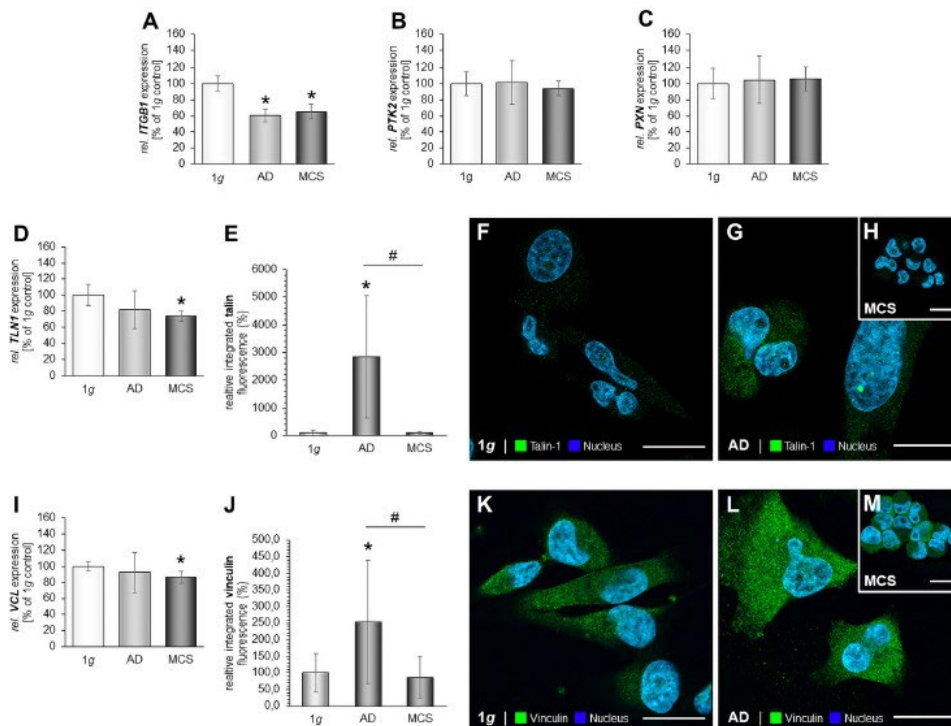 A
rel. ITGB1 expression
[% of 1g control]
160
140
120
100
80
60
40
20
0
*
*
1g
AD
MCS
B
rel. PTK2 expression
[% of 1g control]
160
140
120
100
80
60
40
20
0
1g
AD
MCS
C
rel. PXN expression
[% of 1g control]
160
140
120
100
80
60
40
20
0
1g
AD
MCS
D
rel. TLN1 expression
[% of 1g control]
160
140
120
100
80
60
40
20
0
*
1g
AD
MCS
E
realtive integrated talin
fluorescence (%)
6000
5000
4000
3000
2000
1000
0
#
*
1g
AD
MCS
F
1g | Talin-1 Nucleus
G
AD | Talin-1 Nucleus
H
MCS
I
rel. VCL expression
[% of 1g control]
160
140
120
100
80
60
40
20
0
*
1g
AD
MCS
J
realtive integrated vinculin
fluorescence (%)
500,0
450,0
400,0
350,0
300,0
250,0
200,0
150,0
100,0
50,0
0,0
#
*
1g
AD
MCS
K
1g | Vinculin Nucleus
L
AD | Vinculin Nucleus
M
MCS